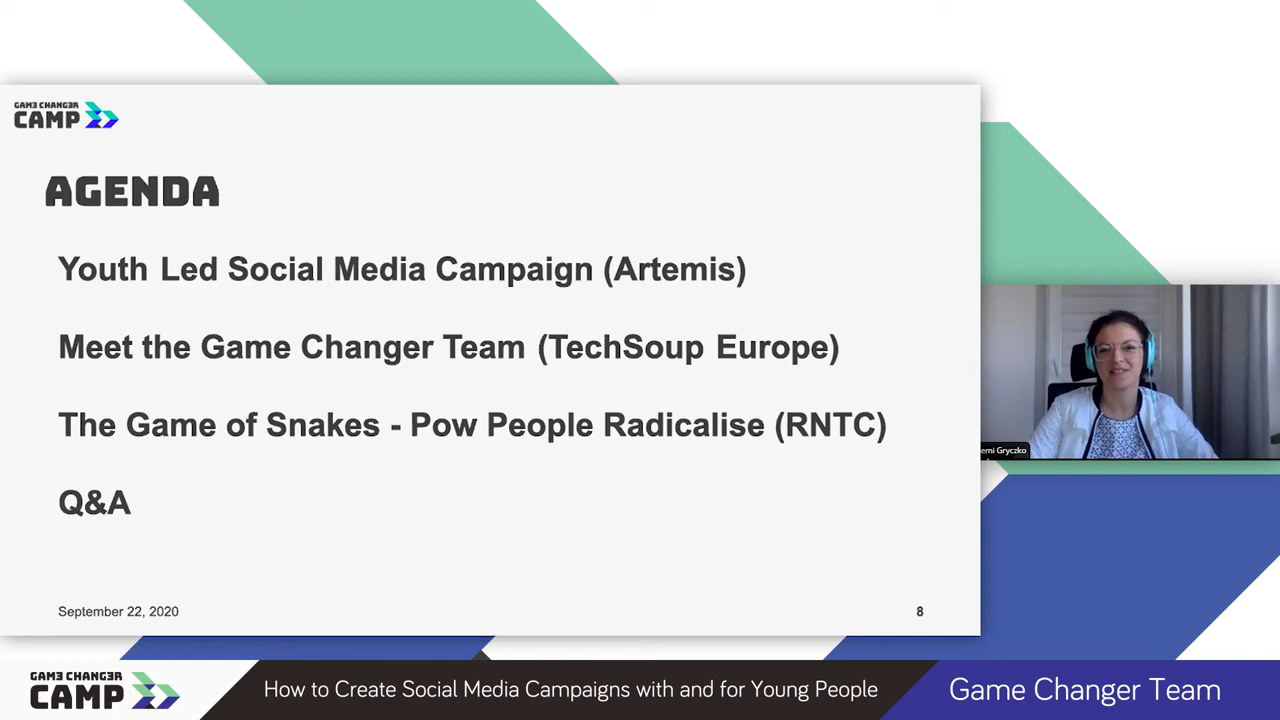 GAME CHANGER
CAMP
AGENDA
Youth Led Social Media Campaign (Artemis)
Meet the Game Changer Team (TechSoup Europe)
The Game of Snakes - Pow People Radicalise (RNTC)
Q&A
September 22, 2020
8
emi Gryczko
GAME CHANGER
CAMP
How to Create Social Media Campaigns with and for Young People
Game Changer Team